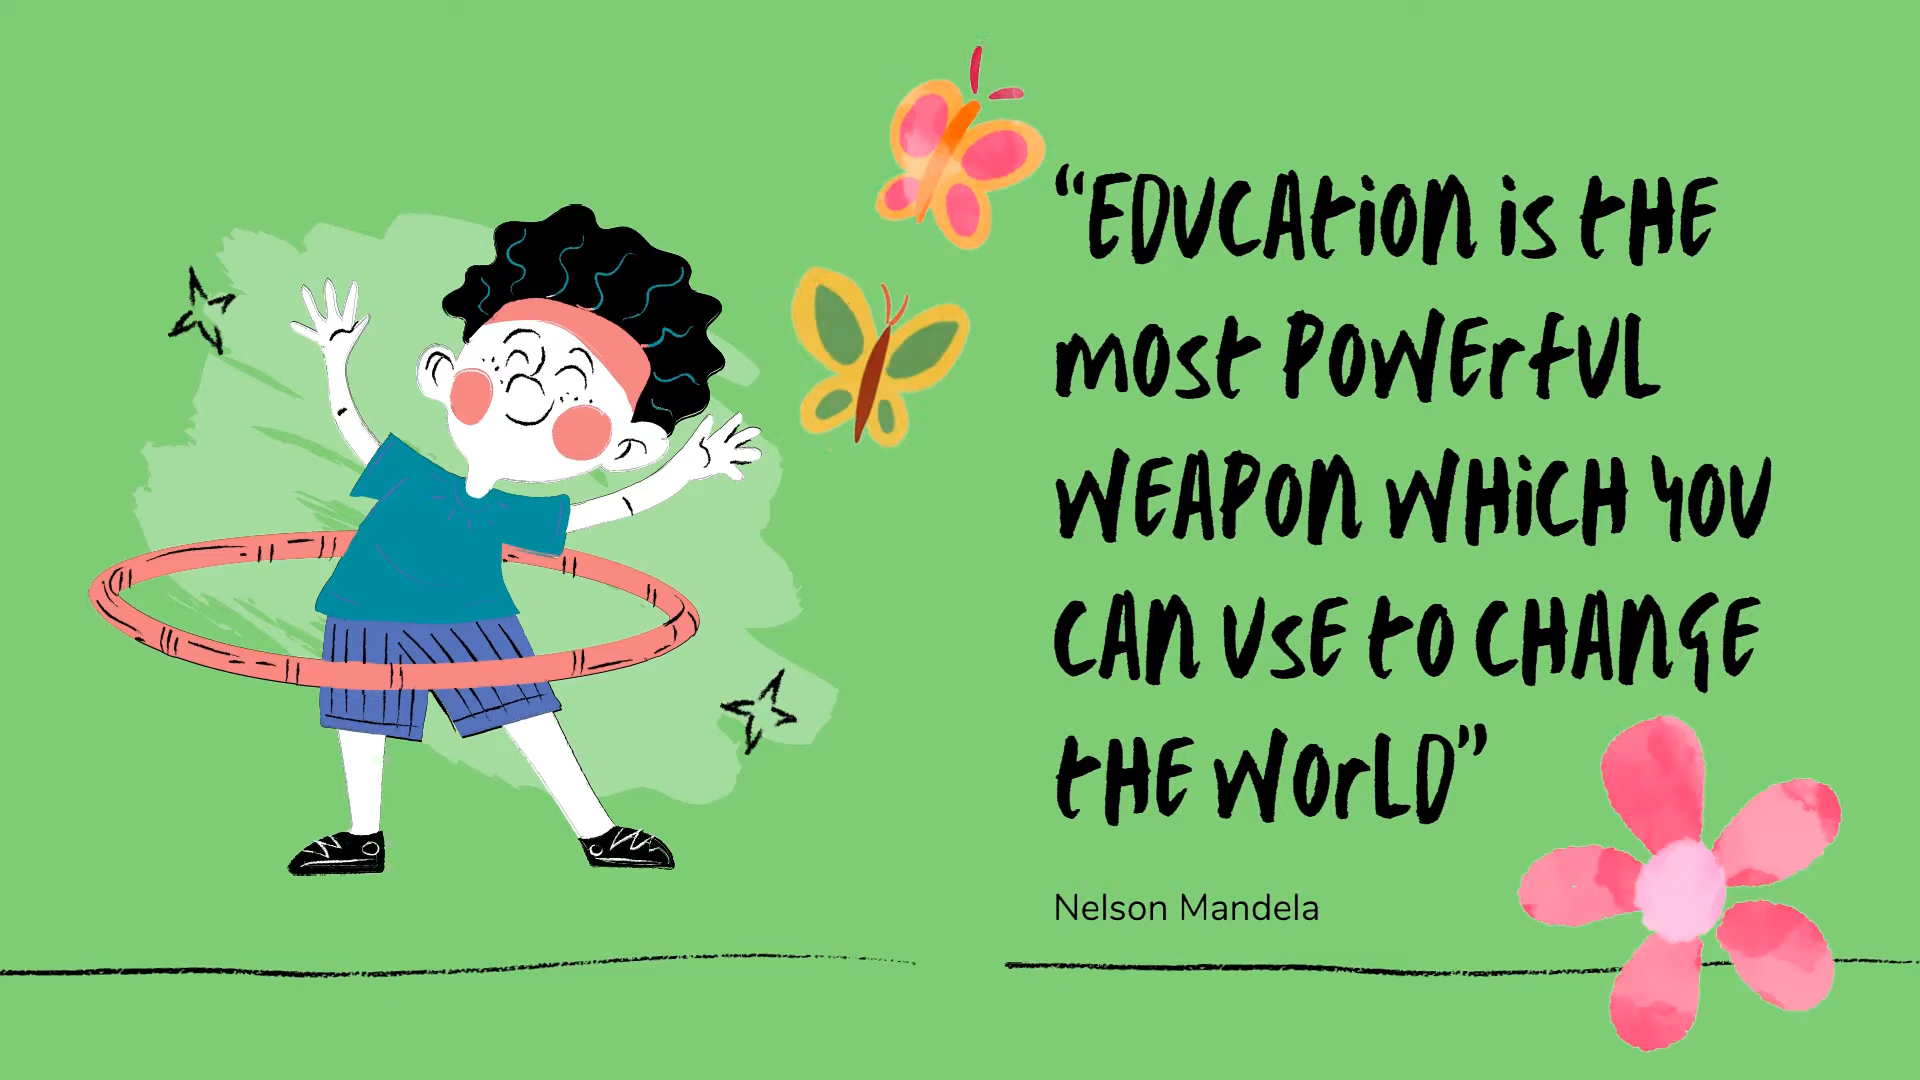 “EDUCAtion is tHE
most POWErfUL
WEAPON WHiCH YOU
CAN UsE to CHANGE
tHE WOrLD”
Nelson Mandela